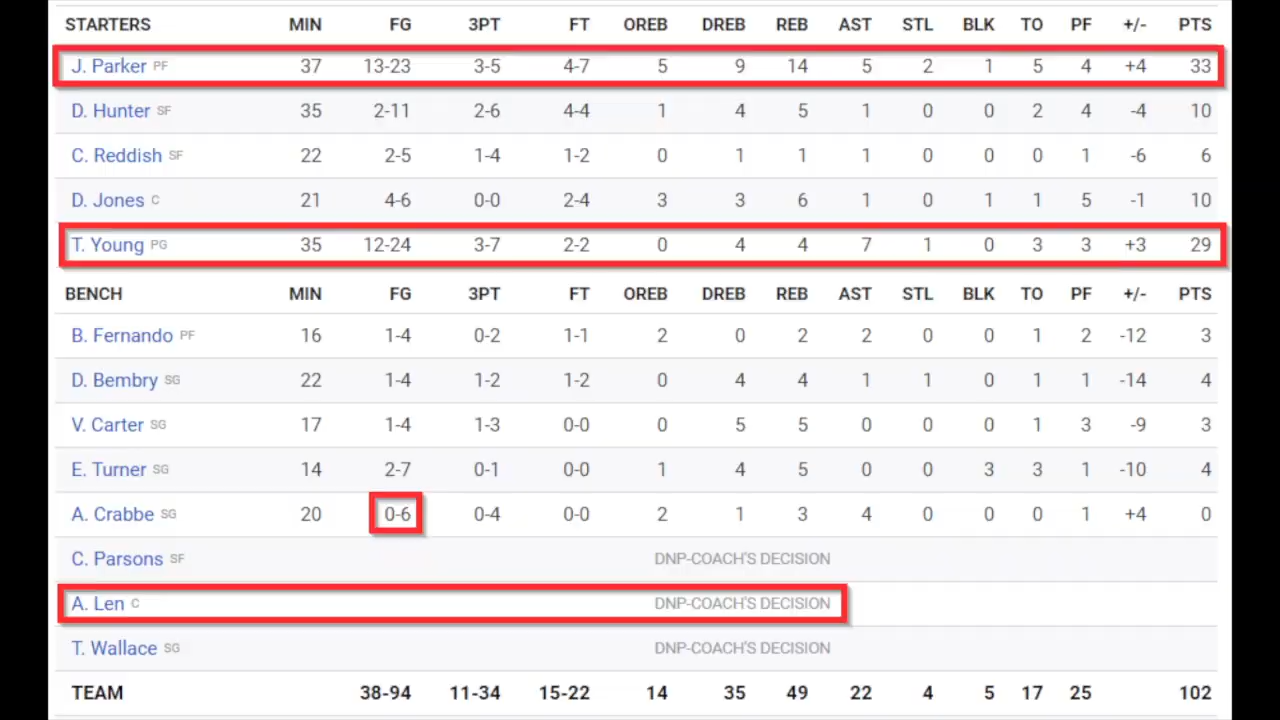 STARTERS MIN FG 3PT FT OREB DREB REB AST STL BLK TO PF +/- PTS
J. Parker PF 37 13-23 3-5 4-7 5 9 14 5 2 1 5 4 +4 33
D. Hunter SF 35 2-11 2-6 4-4 1 4 5 1 0 0 2 4 -4 10
C. Reddish SF 22 2-5 1-4 1-2 0 1 1 1 0 0 0 1 -6 6
D. Jones C 21 4-6 0-0 2-4 3 3 6 1 0 1 1 5 -1 10
T. Young PG 35 12-24 3-7 2-2 0 4 4 7 1 0 3 3 +3 29
BENCH MIN FG 3PT FT OREB DREB REB AST STL BLK TO PF +/- PTS
B. Fernando PF 16 1-4 0-2 1-1 2 0 2 2 0 0 1 2 -12 3
D. Bembry SG 22 1-4 1-2 1-2 0 4 4 1 1 0 1 1 -14 4
V. Carter SG 17 1-4 1-3 0-0 0 5 5 0 0 0 1 3 -9 3
E. Turner SG 14 2-7 0-1 0-0 1 4 5 0 0 3 3 1 -10 4
A. Crabbe SG 20 0-6 0-4 0-0 2 1 3 4 0 0 0 1 +4 0
C. Parsons SF DNP-COACH'S DECISION
A. Len C DNP-COACH'S DECISION
T. Wallace SG DNP-COACH'S DECISION
TEAM 38-94 11-34 15-22 14 35 49 22 4 5 17 25 102